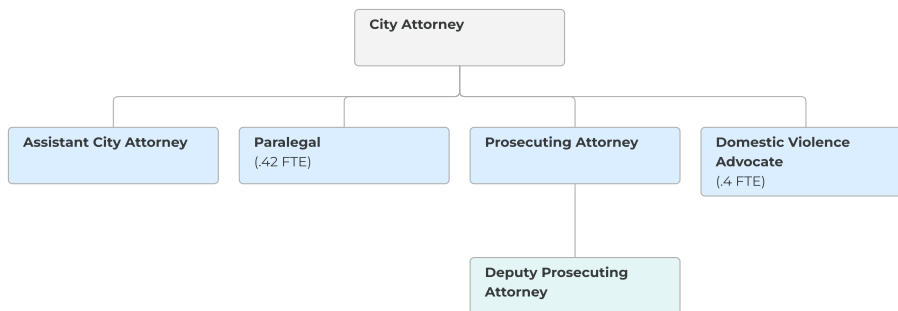 City Attorney
Assistant City Attorney
Paralegal
(.42 FTE)
Prosecuting Attorney
Domestic Violence
Advocate
(.4 FTE)
Deputy Prosecuting
Attorney